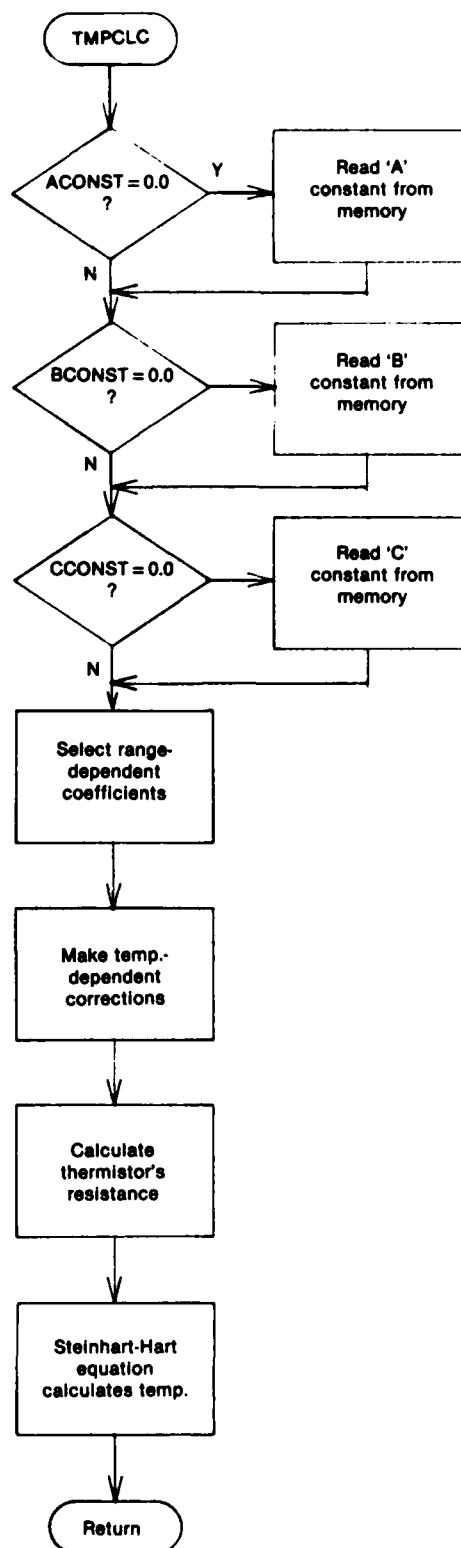 TMPCLC
ACONST = 0.0
?
Y
Read 'A'
constant from
memory
N
BCONST = 0.0
?
Read 'B'
constant from
memory
N
CCONST = 0.0
?
Read 'C'
constant from
memory
N
Select range-
dependent
coefficients
Make temp.-
dependent
corrections
Calculate
thermistor's
resistance
Steinhart-Hart
equation
calculates temp.
Return